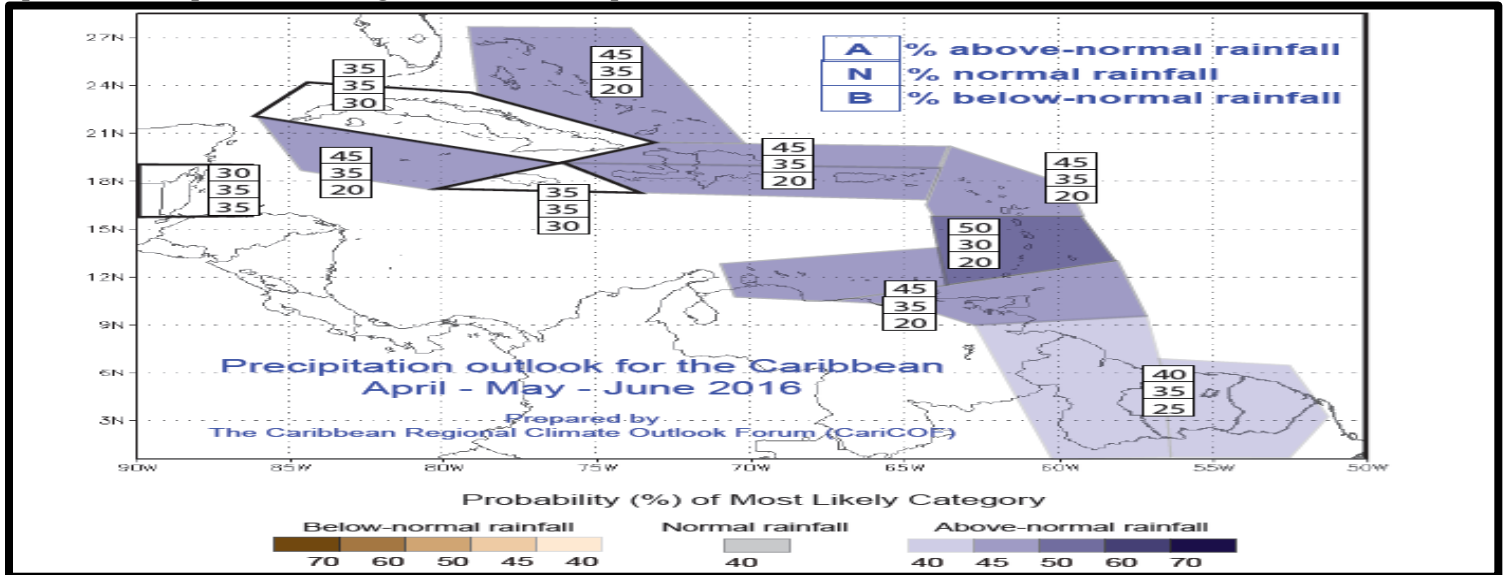 27N
24N
21N
18N
15N
12N
9N
6N
3N
A % above-normal rainfall
N % normal rainfall
B % below-normal rainfall
35
35
30
45
35
20
45
35
20
45
35
20
45
35
20
30
35
35
35
35
30
50
30
20
45
35
20
40
35
25
Precipitation outlook for the Caribbean
April - May - June 2016
Prepared by
The Caribbean Regional Climate Outlook Forum (CariCOF)
90W 85W 80W 75W 70W 65W 60W 55W 50W
Probability (%) of Most Likely Category
Below-normal rainfall Normal rainfall Above-normal rainfall
70 60 50 45 40 40 40 45 50 60 70